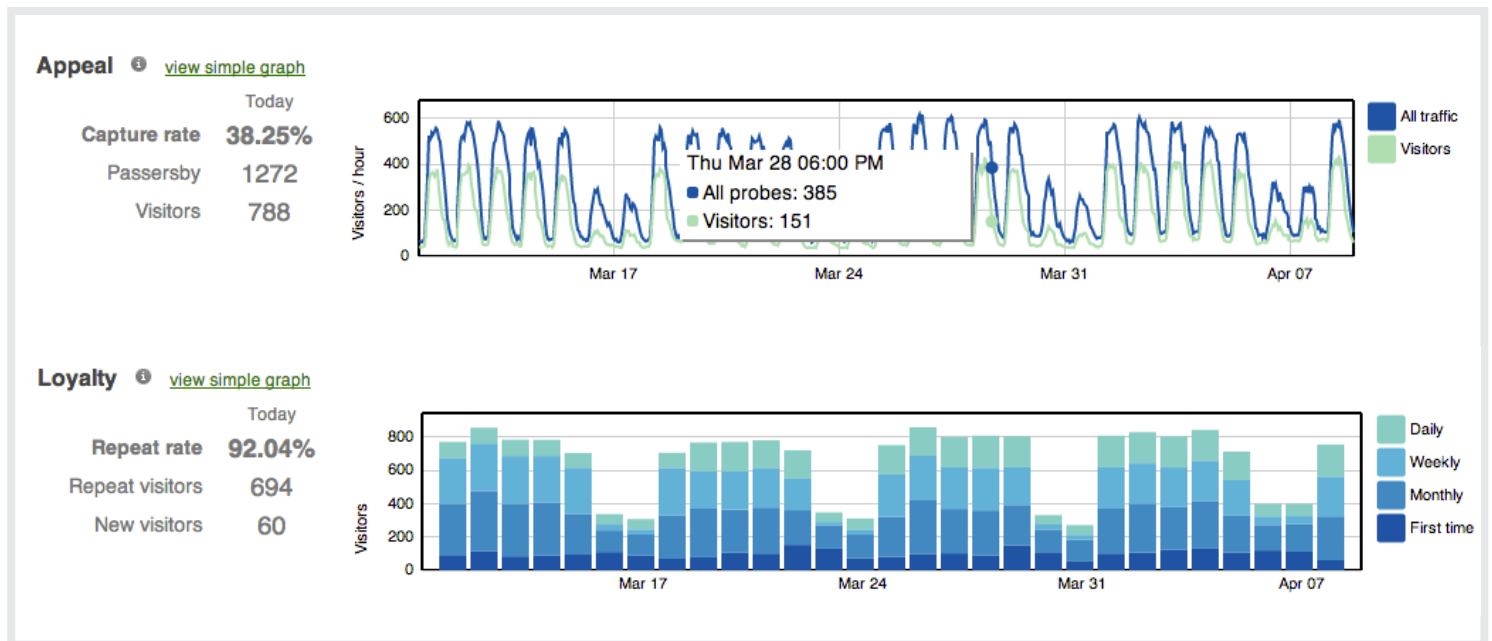 Appeal view simple graph
Today
Capture rate 38.25%
Passersby 1272
Visitors 788
Visitors / hour
600
400
200
0
Thu Mar 28 06:00 PM
All probes: 385
Visitors: 151
Mar 17 Mar 24 Mar 31 Apr 07
All traffic
Visitors
Loyalty view simple graph
Today
Repeat rate 92.04%
Repeat visitors 694
New visitors 60
Visitors
800
600
400
200
0
Mar 17 Mar 24 Mar 31 Apr 07
Daily
Weekly
Monthly
First time